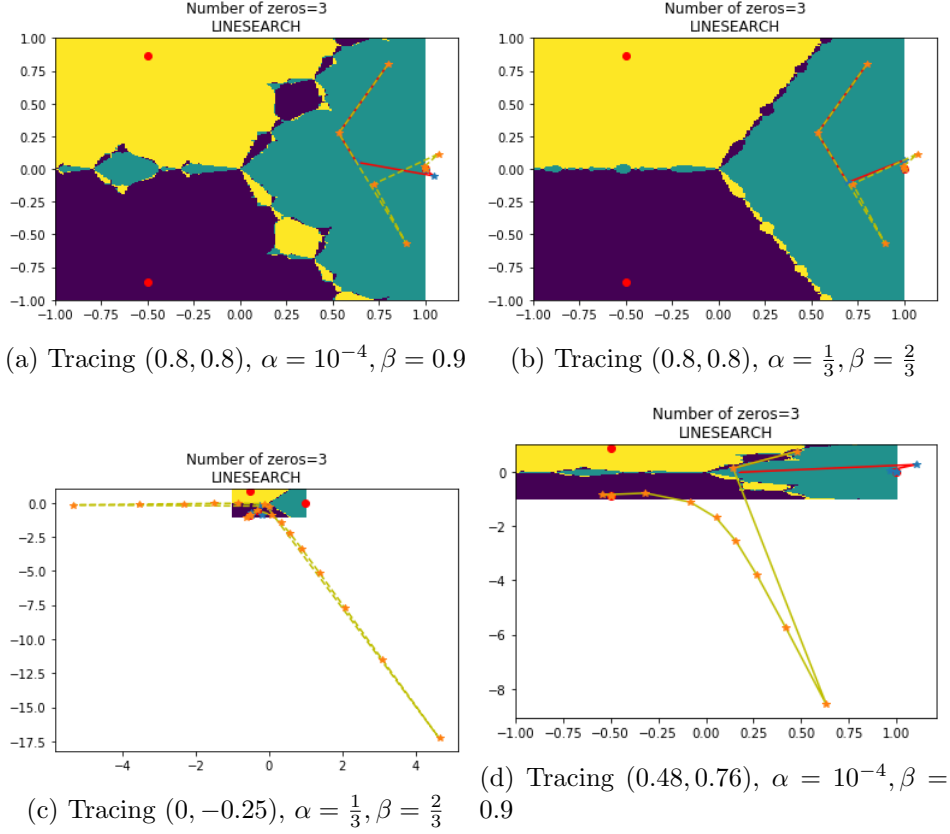 Number of zeros=3
LINESEARCH
1.00
0.75
0.50
0.25
0.00
−0.25
−0.50
−0.75
−1.00
−1.00 −0.75 −0.50 −0.25 0.00 0.25 0.50 0.75 1.00
(a) Tracing (0.8, 0.8), α = 10⁻⁴, β = 0.9
Number of zeros=3
LINESEARCH
1.00
0.75
0.50
0.25
0.00
−0.25
−0.50
−0.75
−1.00
−1.00 −0.75 −0.50 −0.25 0.00 0.25 0.50 0.75 1.00
(b) Tracing (0.8, 0.8), α = 1/3, β = 2/3
Number of zeros=3
LINESEARCH
0.0
−2.5
−5.0
−7.5
−10.0
−12.5
−15.0
−17.5
−4 −2 0 2 4
(c) Tracing (0, −0.25), α = 1/3, β = 2/3
Number of zeros=3
LINESEARCH
0
−2
−4
−6
−8
−1.00 −0.75 −0.50 −0.25 0.00 0.25 0.50 0.75 1.00
(d) Tracing (0.48, 0.76), α = 10⁻⁴, β =
0.9